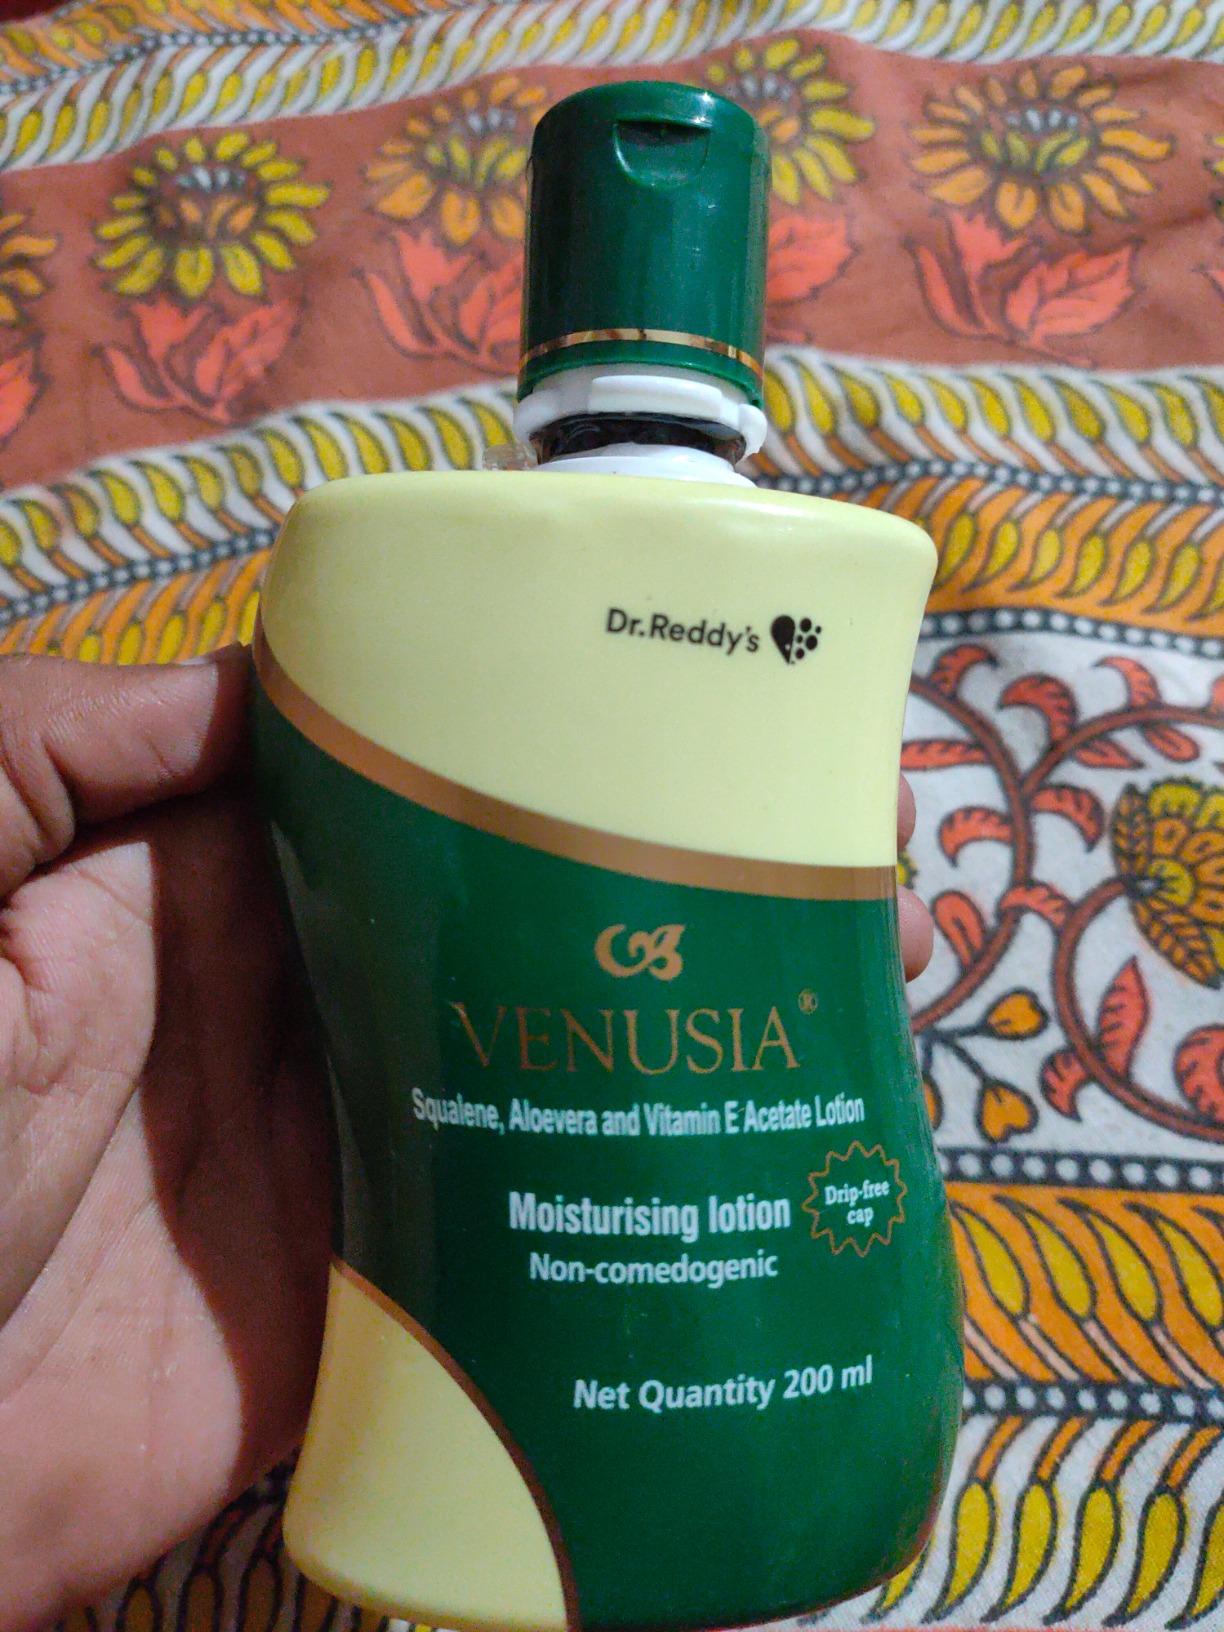 Dr.Reddy's
VENUSIA®
Squalene, Aloevera and Vitamin E Acetate Lotion
Moisturising lotion
Drip-free
cap
Non-comedogenic
Net Quantity 200 ml